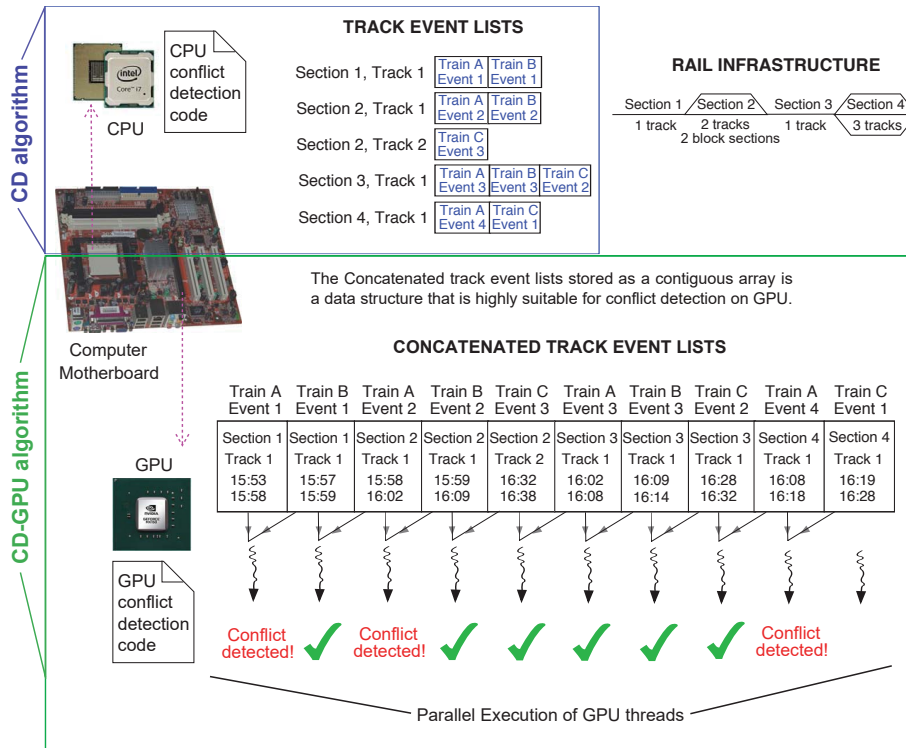 CD algorithm
CPU
conflict
detection
code
intel
Core i7
CPU
TRACK EVENT LISTS
Section 1, Track 1
Train A
Event 1
Train B
Event 1
Section 2, Track 1
Train A
Event 2
Train B
Event 2
Section 2, Track 2
Train C
Event 3
Section 3, Track 1
Train A
Event 3
Train B
Event 3
Train C
Event 2
Section 4, Track 1
Train A
Event 4
Train C
Event 1
RAIL INFRASTRUCTURE
Section 1 Section 2 Section 3 Section 4
1 track 2 tracks 1 track 3 tracks
2 block sections
Computer
Motherboard
CD-GPU algorithm
The Concatenated track event lists stored as a contiguous array is
a data structure that is highly suitable for conflict detection on GPU.
CONCATENATED TRACK EVENT LISTS
Train A Train B Train A Train B Train C Train A Train B Train C Train A Train C
Event 1 Event 1 Event 2 Event 2 Event 3 Event 3 Event 3 Event 2 Event 4 Event 1
Section 1 Section 1 Section 2 Section 2 Section 2 Section 3 Section 3 Section 3 Section 4 Section 4
Track 1 Track 1 Track 1 Track 1 Track 2 Track 1 Track 1 Track 1 Track 1 Track 1
15:53 15:57 15:58 15:59 16:32 16:02 16:09 16:28 16:08 16:19
15:58 15:59 16:02 16:09 16:38 16:08 16:14 16:32 16:18 16:28
GPU
NVIDIA
GEFORCE
GPU
conflict
detection
code
Conflict
detected!
Conflict
detected!
Conflict
detected!
Parallel Execution of GPU threads